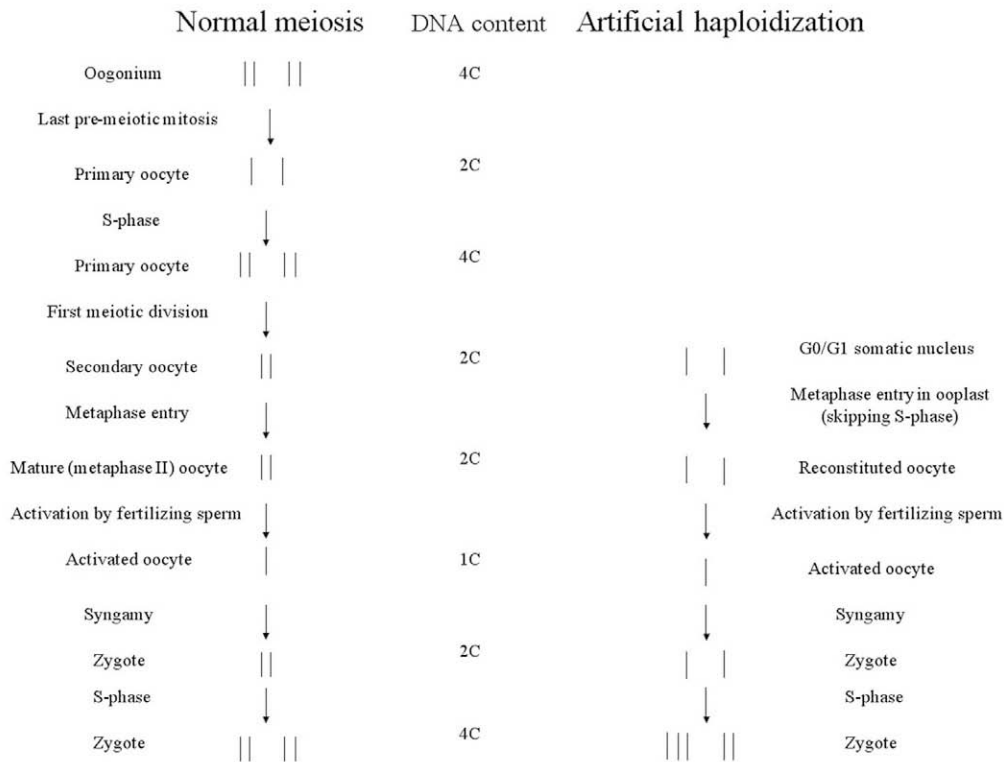 Normal meiosis DNA content Artificial haploidization
Oogonium 4C
Last pre-meiotic mitosis
Primary oocyte 2C
S-phase
Primary oocyte 4C
First meiotic division
Secondary oocyte 2C G0/G1 somatic nucleus
Metaphase entry Metaphase entry in ooplast
(skipping S-phase)
Mature (metaphase II) oocyte 2C Reconstituted oocyte
Activation by fertilizing sperm Activation by fertilizing sperm
Activated oocyte 1C Activated oocyte
Syngamy Syngamy
Zygote 2C Zygote
S-phase S-phase
Zygote 4C Zygote